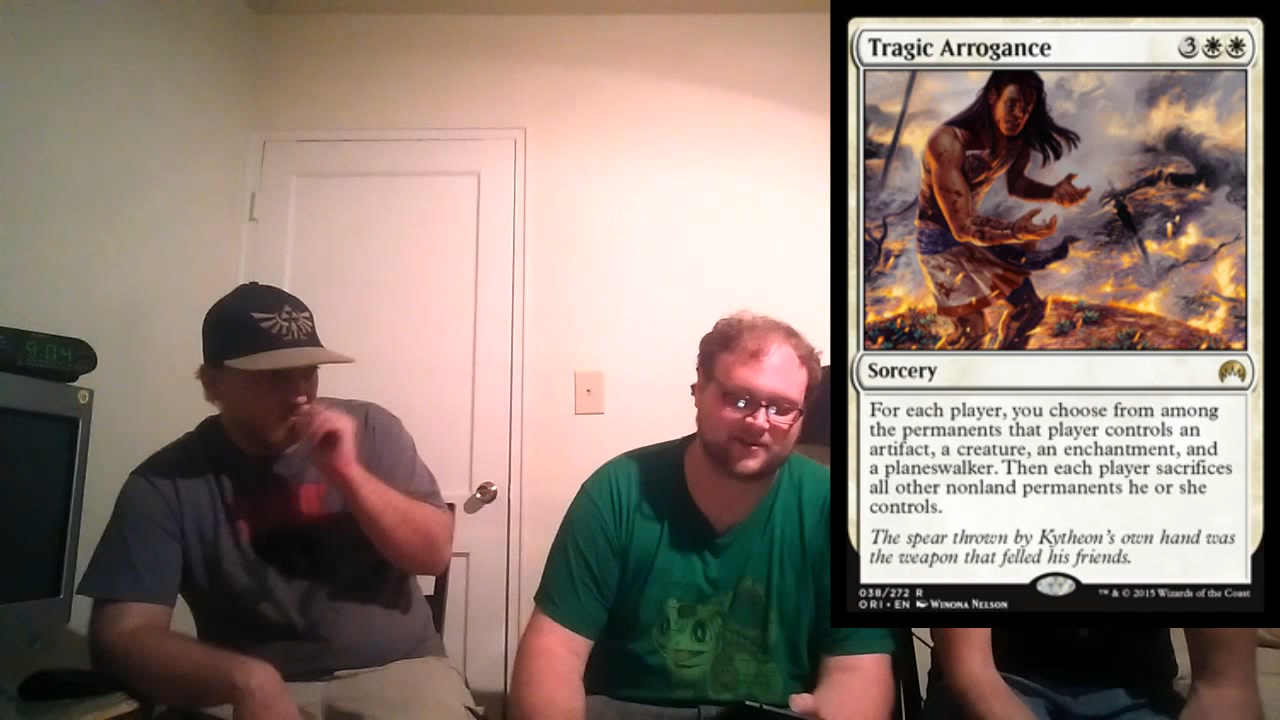 9:04
Tragic Arrogance 3
Sorcery
For each player, you choose from among
the permanents that player controls an
artifact, a creature, an enchantment, and
a planeswalker. Then each player sacrifices
all other nonland permanents he or she
controls.
The spear thrown by Kytheon's own hand was
the weapon that felled his friends.
038/272 R
ORI • EN Winona Nelson
™ & © 2015 Wizards of the Coast